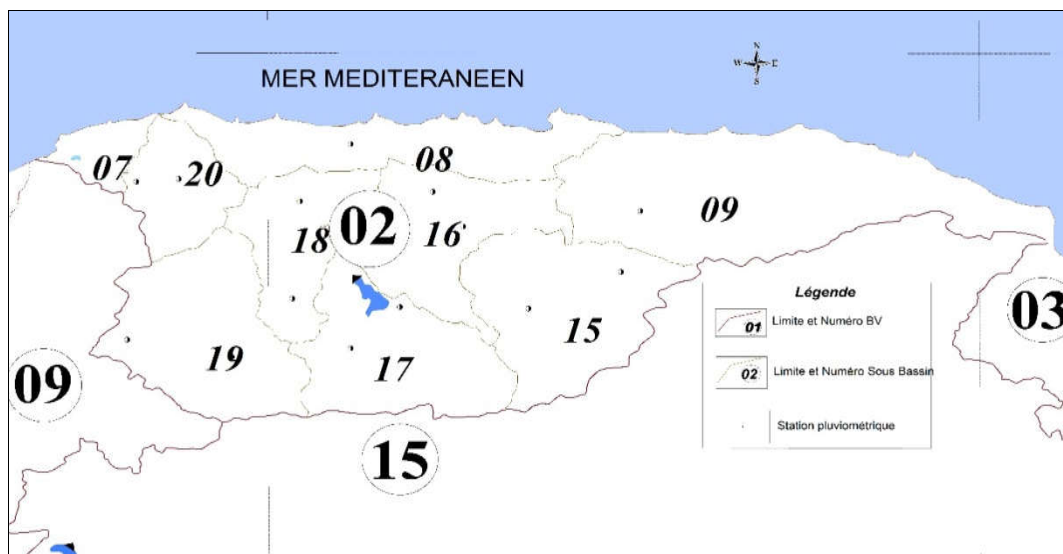 N
W E
S
MER MEDITERANEEN
07
20
08
09
18
02
16
15
19
17
09
03
15
Légende
01 Limite et Numéro BV
02 Limite et Numéro Sous Bassin
Station pluviométrique